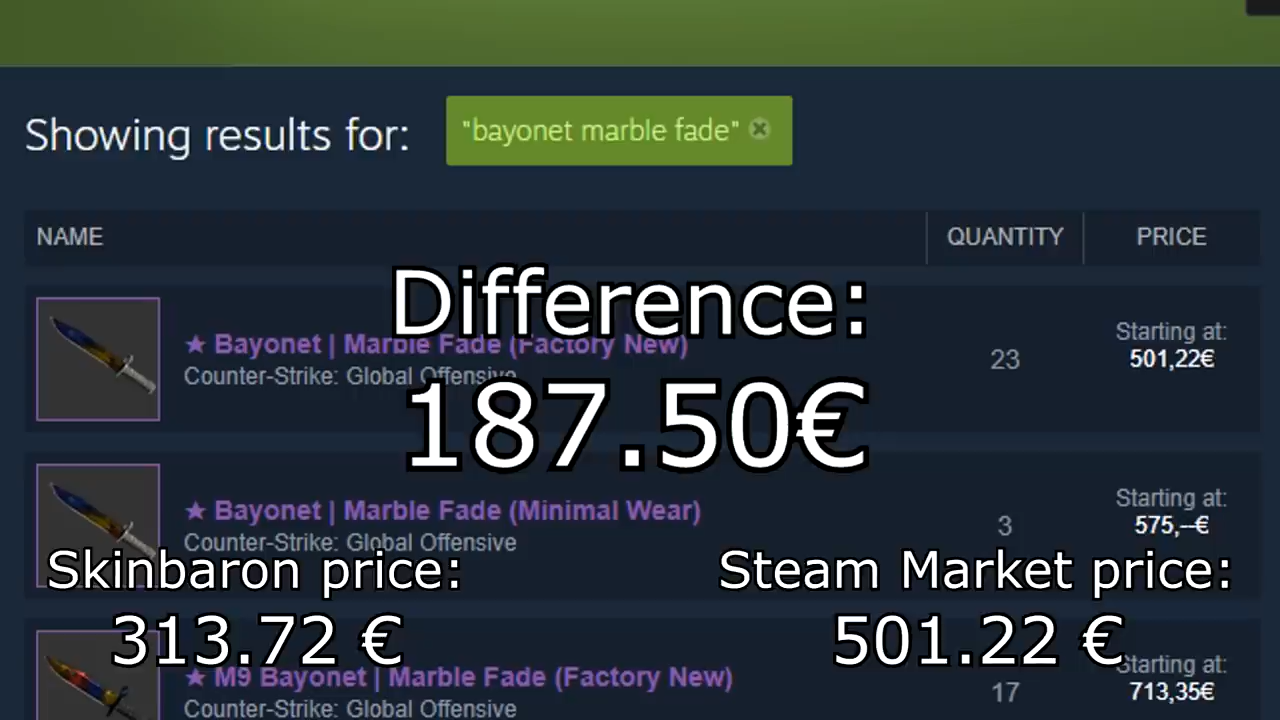 Showing results for: "bayonet marble fade"
NAME QUANTITY PRICE
Difference:
187.50€
★ Bayonet | Marble Fade (Factory New)
Counter-Strike: Global Offensive
23
Starting at:
501,22€
★ Bayonet | Marble Fade (Minimal Wear)
Counter-Strike: Global Offensive
3
Starting at:
575,--€
Skinbaron price:
313.72 €
Steam Market price:
501.22 €
★ M9 Bayonet | Marble Fade (Factory New)
Counter-Strike: Global Offensive
17
Starting at:
713,35€